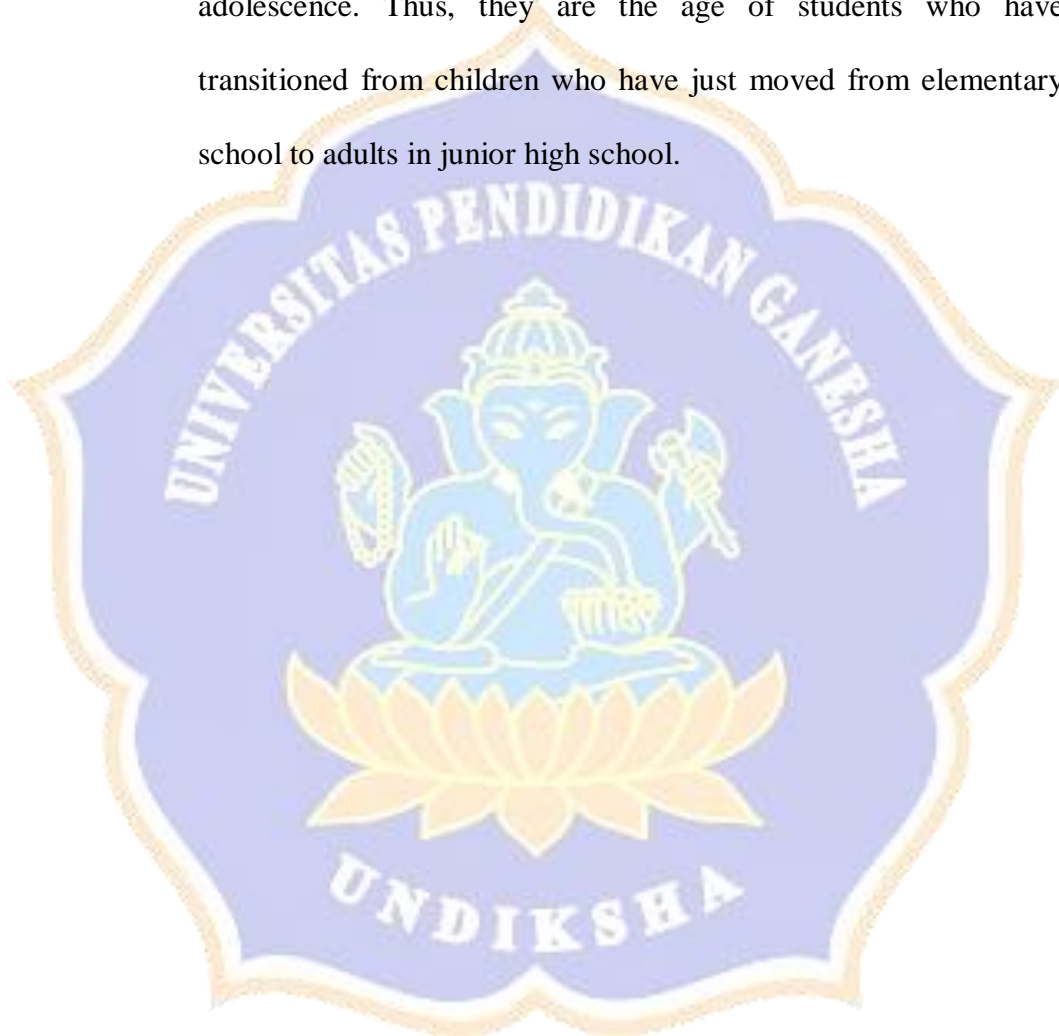 adolescence. Thus, they are the age of students who have
transitioned from children who have just moved from elementary
school to adults in junior high school.
UNIVERSITAS PENDIDIKAN GANESHA
UNDIKSHA